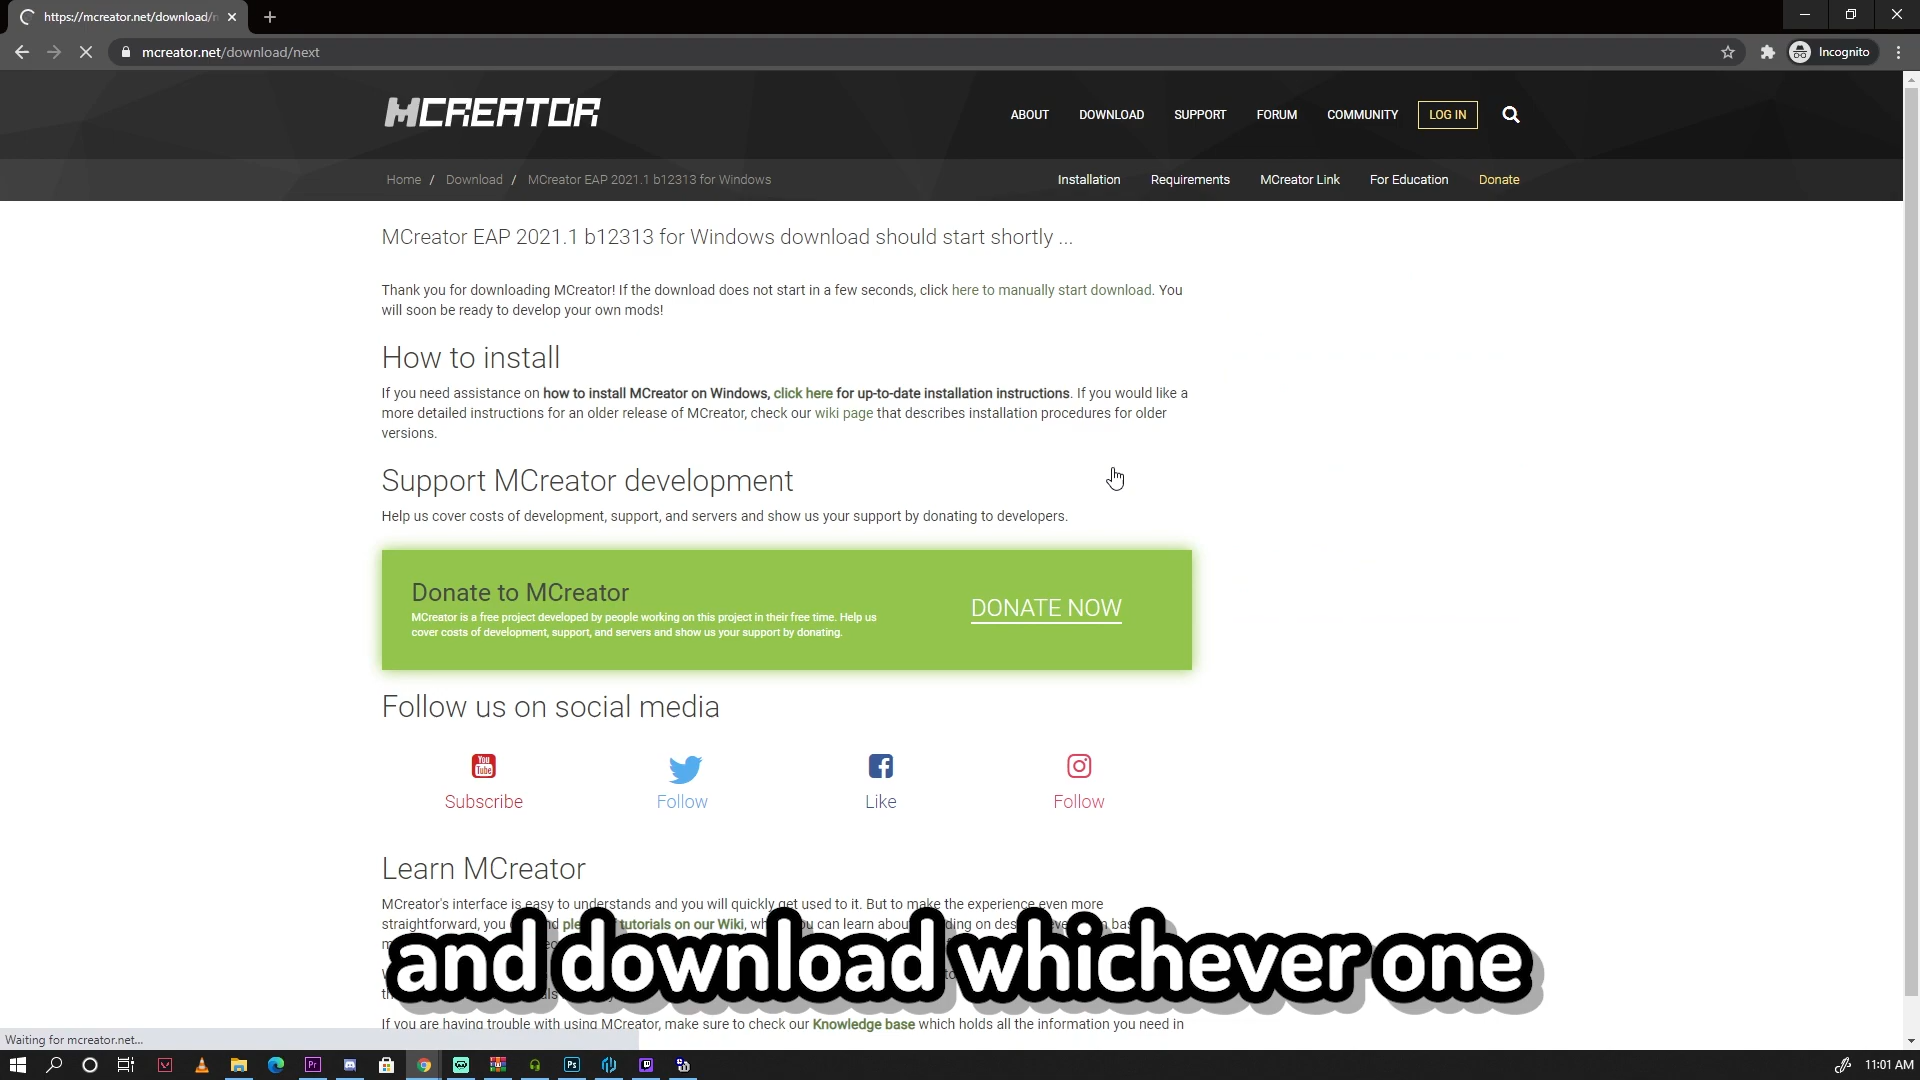 https://mcreator.net/download/n
mcreator.net/download/next
Incognito
MCREATOR
ABOUT DOWNLOAD SUPPORT FORUM COMMUNITY LOG IN
Home / Download / MCreator EAP 2021.1 b12313 for Windows
Installation Requirements MCreator Link For Education Donate
MCreator EAP 2021.1 b12313 for Windows download should start shortly ...
Thank you for downloading MCreator! If the download does not start in a few seconds, click here to manually start download. You
will soon be ready to develop your own mods!
How to install
If you need assistance on how to install MCreator on Windows, click here for up-to-date installation instructions. If you would like a
more detailed instructions for an older release of MCreator, check our wiki page that describes installation procedures for older
versions.
Support MCreator development
Help us cover costs of development, support, and servers and show us your support by donating to developers.
Donate to MCreator
MCreator is a free project developed by people working on this project in their free time. Help us
cover costs of development, support, and servers and show us your support by donating.
DONATE NOW
Follow us on social media
You
Tube
Subscribe Follow Like Follow
Learn MCreator
MCreator's interface is easy to understands and you will quickly get used to it. But to make the experience even more
straightforward, you tutorials on our Wiki, can learn
and download whichever one
If you are having trouble with using MCreator, make sure to check our Knowledge base which holds all the information you need in
Waiting for mcreator.net...
Pr
Ps
11:01 AM